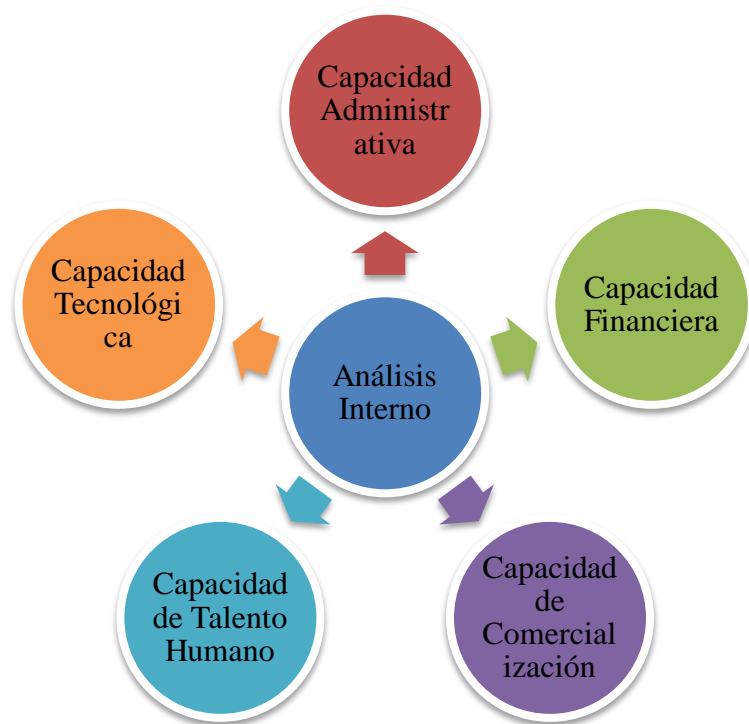 Capacidad
Administr
ativa
Capacidad
Financiera
Capacidad
de
Comercial
ización
Capacidad
de Talento
Humano
Capacidad
Tecnológi
ca
Análisis
Interno